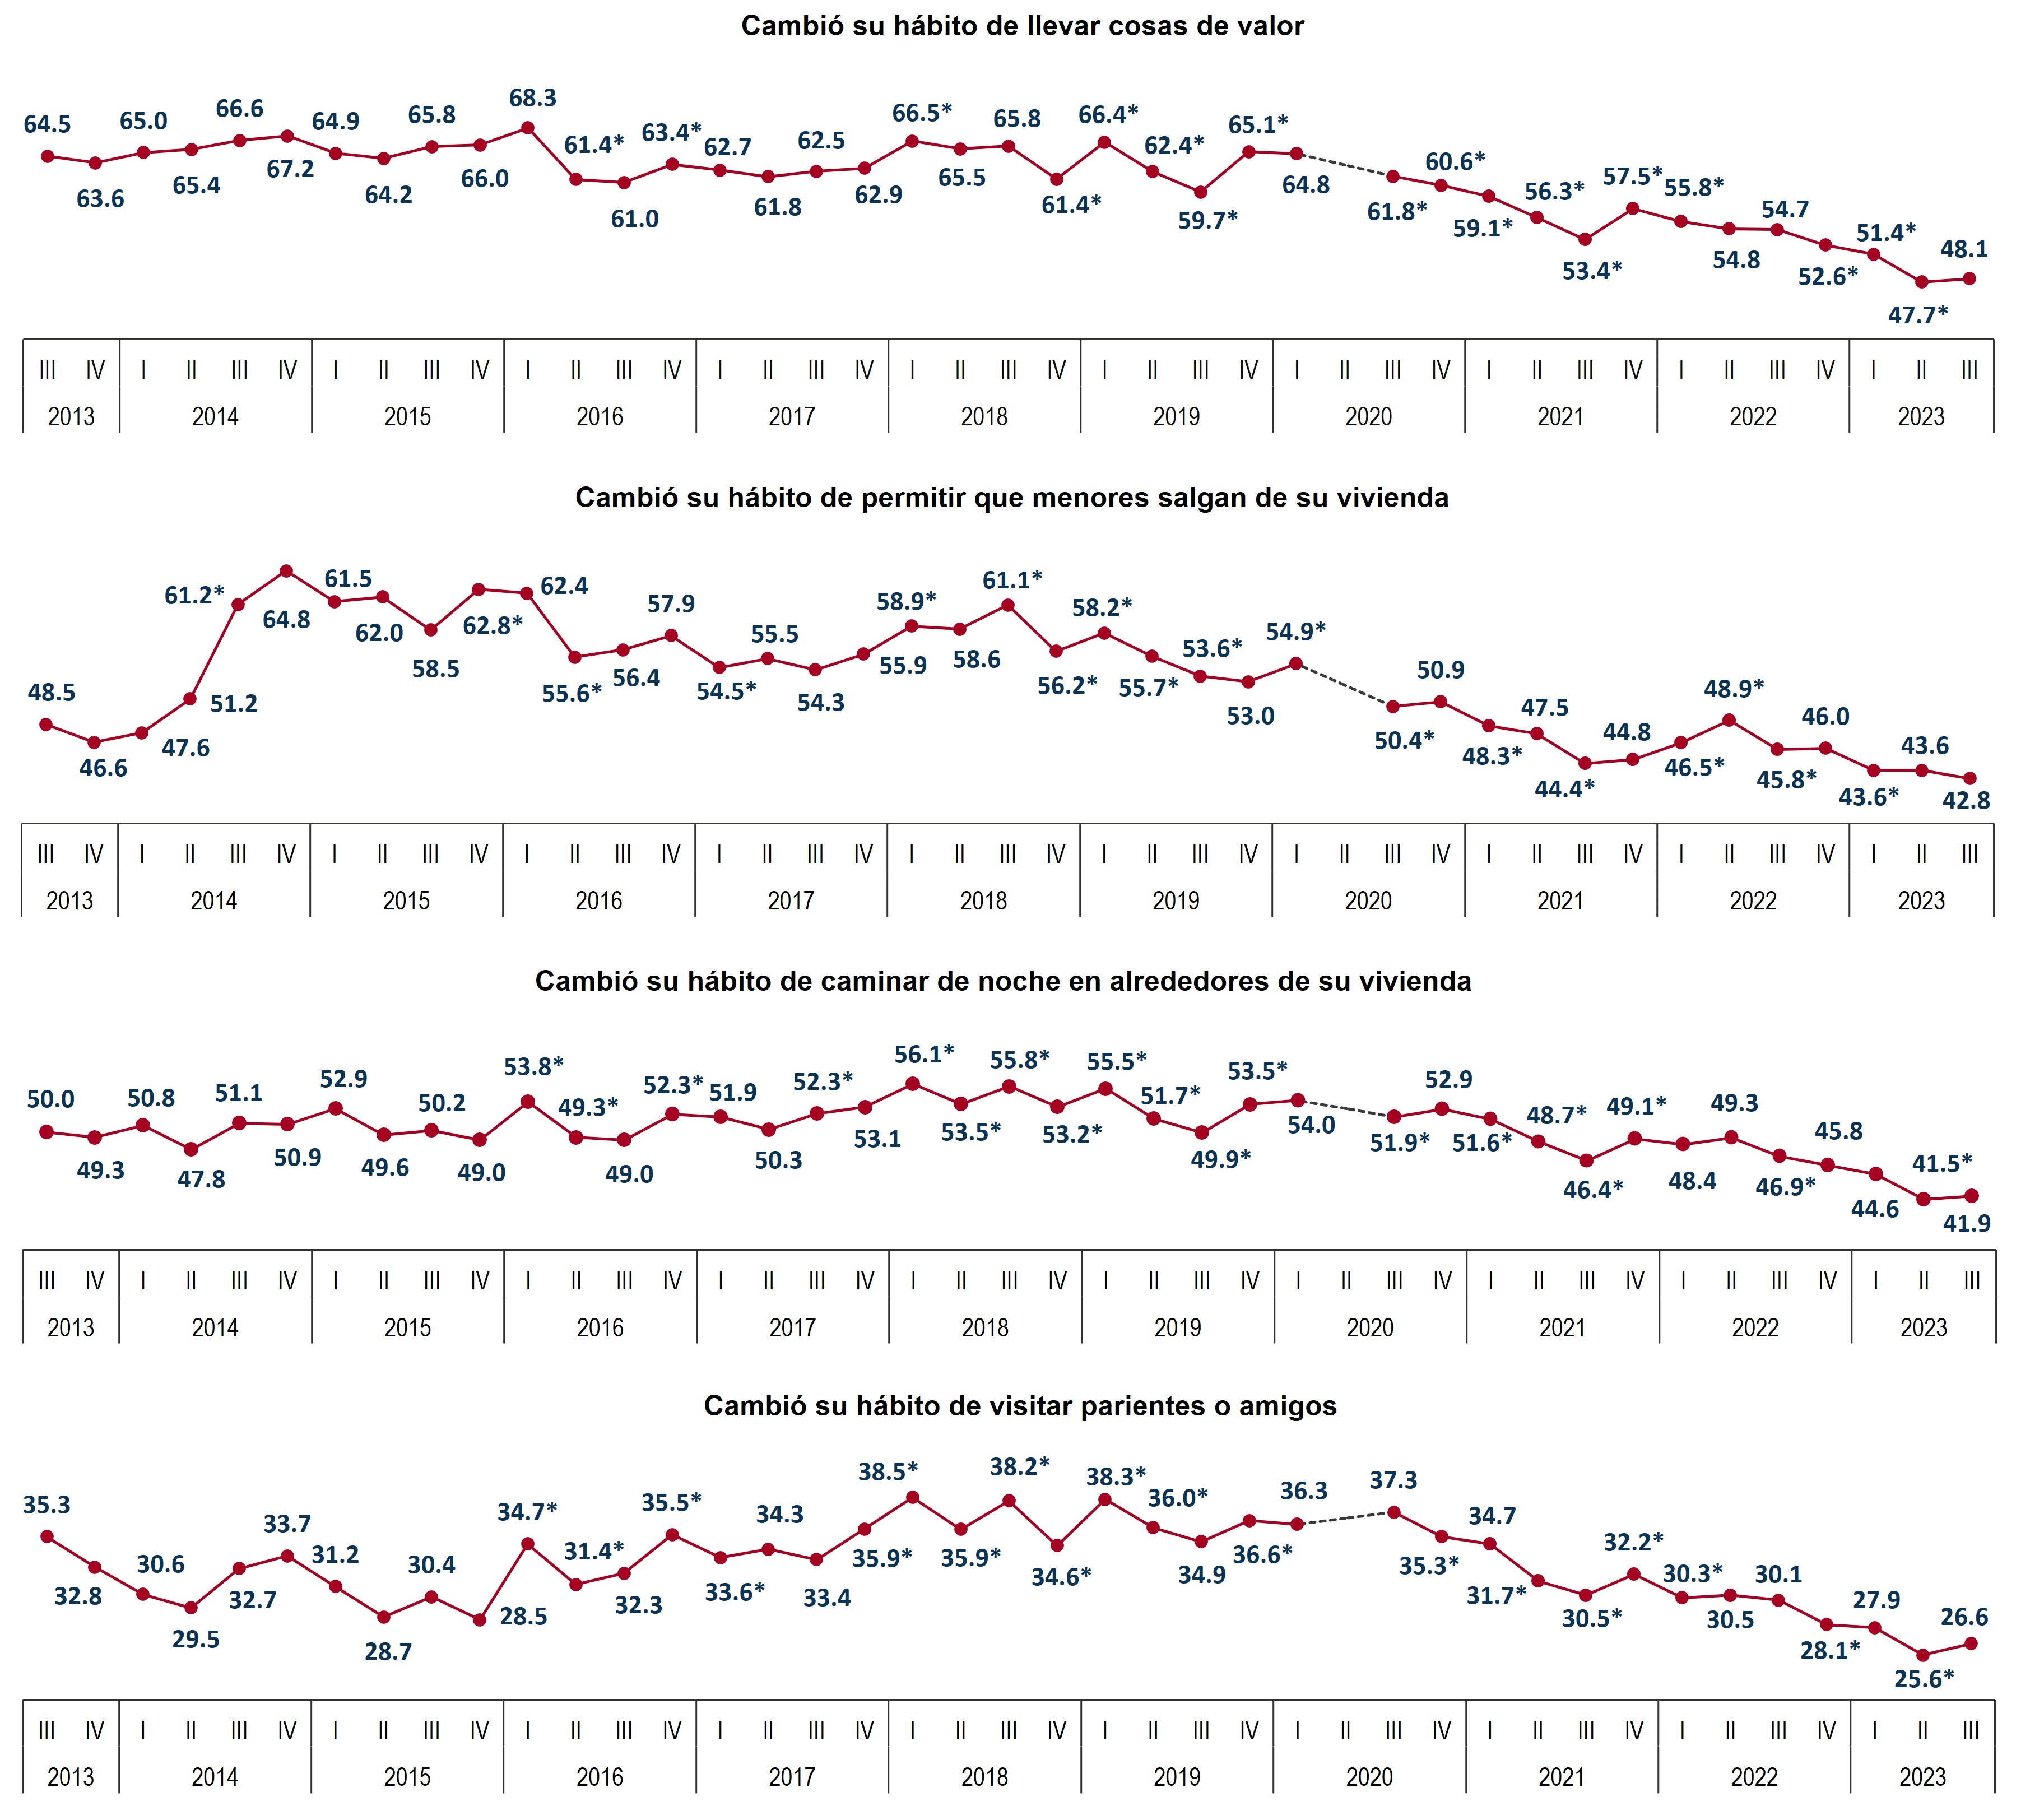 Cambió su hábito de llevar cosas de valor
64.5 63.6 65.0 65.4 66.6 67.2 64.9 64.2 65.8 66.0 68.3 61.4* 61.0 63.4* 62.7 61.8 62.5 62.9 66.5* 65.5 65.8 61.4* 66.4* 62.4* 59.7* 65.1* 64.8 61.8* 60.6* 59.1* 56.3* 53.4* 57.5* 55.8* 54.8 54.7 52.6* 51.4* 47.7* 48.1
III IV I II III IV I II III IV I II III IV I II III IV I II III IV I II III IV I II III IV I II III IV I II III IV I II III
2013 2014 2015 2016 2017 2018 2019 2020 2021 2022 2023
Cambió su hábito de permitir que menores salgan de su vivienda
48.5 46.6 47.6 51.2 61.2* 64.8 61.5 62.0 58.5 62.8* 62.4 55.6* 56.4 57.9 54.5* 55.5 54.3 55.9 58.9* 58.6 61.1* 56.2* 58.2* 55.7* 53.6* 53.0 54.9* 50.4* 50.9 48.3* 47.5 44.4* 44.8 46.5* 48.9* 45.8* 46.0 43.6* 43.6 42.8
III IV I II III IV I II III IV I II III IV I II III IV I II III IV I II III IV I II III IV I II III IV I II III IV I II III
2013 2014 2015 2016 2017 2018 2019 2020 2021 2022 2023
Cambió su hábito de caminar de noche en alrededores de su vivienda
50.0 49.3 50.8 47.8 51.1 50.9 52.9 49.6 50.2 49.0 53.8* 49.3* 49.0 52.3* 51.9 50.3 52.3* 53.1 56.1* 53.5* 55.8* 53.2* 55.5* 51.7* 49.9* 53.5* 54.0 51.9* 52.9 51.6* 48.7* 46.4* 49.1* 48.4 49.3 46.9* 45.8 44.6 41.5* 41.9
III IV I II III IV I II III IV I II III IV I II III IV I II III IV I II III IV I II III IV I II III IV I II III IV I II III
2013 2014 2015 2016 2017 2018 2019 2020 2021 2022 2023
Cambió su hábito de visitar parientes o amigos
35.3 32.8 30.6 29.5 32.7 33.7 31.2 28.7 30.4 28.5 34.7* 31.4* 32.3 35.5* 33.6* 34.3 33.4 35.9* 38.5* 35.9* 38.2* 34.6* 38.3* 36.0* 34.9 36.6* 36.3 37.3 35.3* 34.7 31.7* 30.5* 32.2* 30.3* 30.5 30.1 28.1* 27.9 25.6* 26.6
III IV I II III IV I II III IV I II III IV I II III IV I II III IV I II III IV I II III IV I II III IV I II III IV I II III
2013 2014 2015 2016 2017 2018 2019 2020 2021 2022 2023